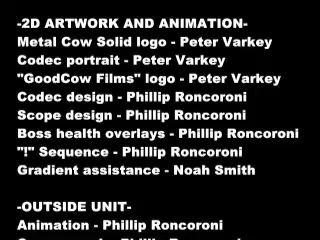 -2D ARTWORK AND ANIMATION-
Metal Cow Solid logo - Peter Varkey
Codec portrait - Peter Varkey
"GoodCow Films" logo - Peter Varkey
Codec design - Phillip Roncoroni
Scope design - Phillip Roncoroni
Boss health overlays - Phillip Roncoroni
"!" Sequence - Phillip Roncoroni
Gradient assistance - Noah Smith

-OUTSIDE UNIT-
Animation - Phillip Roncoroni